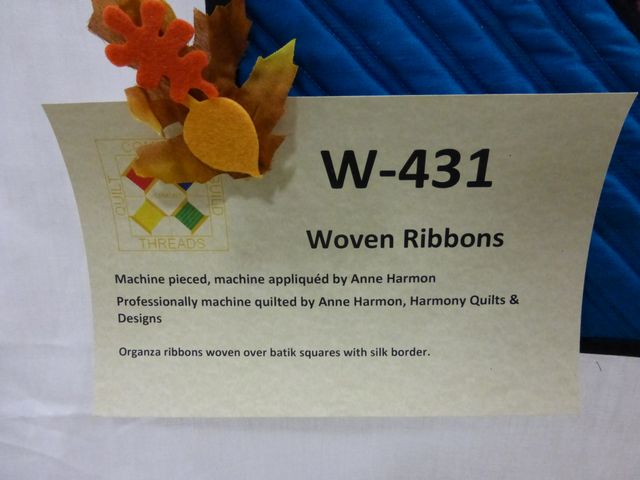 W-431
QUILT
CO
GUILD
THREADS
Woven Ribbons
Machine pieced, machine appliquéd by Anne Harmon
Professionally machine quilted by Anne Harmon, Harmony Quilts &
Designs
Organza ribbons woven over batik squares with silk border.